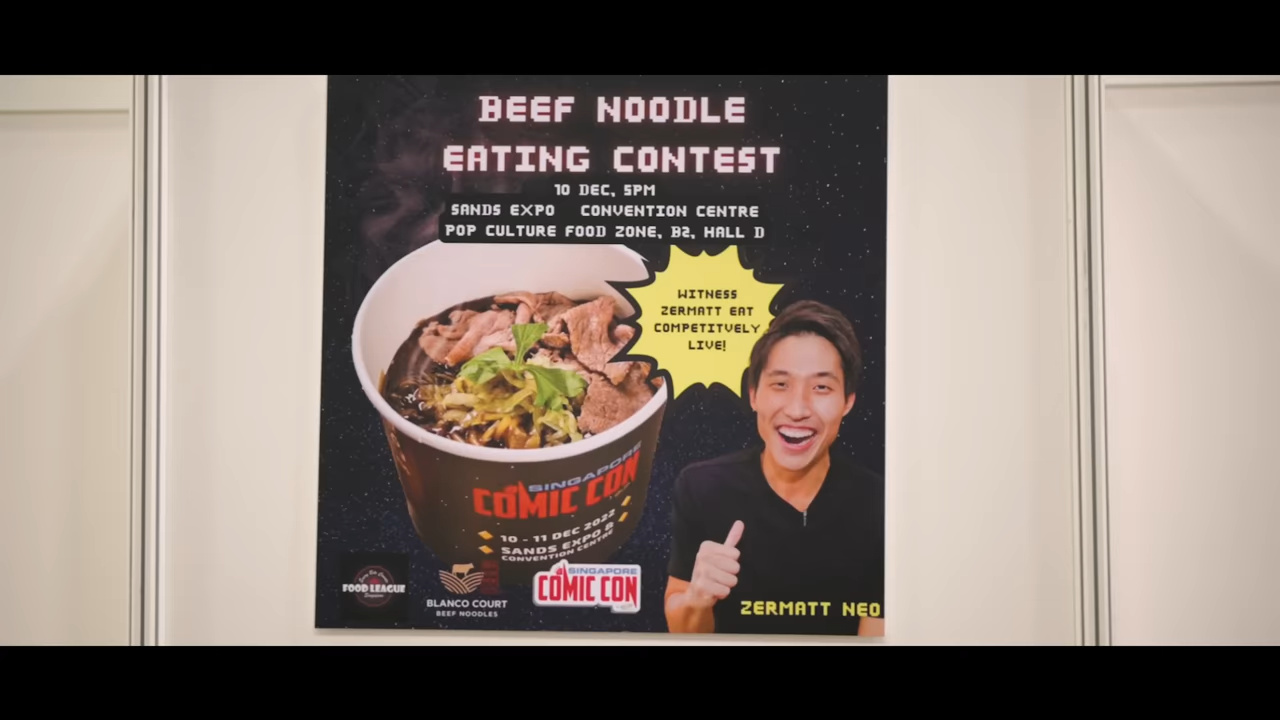 BEEF NOODLE
EATING CONTEST
10 DEC, 5PM
SANDS EXPO CONVENTION CENTRE
POP CULTURE FOOD ZONE, B2, HALL D
WITNESS
ZERMATT EAT
COMPETITVELY
LIVE!
SINGAPORE
COMIC CON
10 - 11 DEC 2022
SANDS EXPO &
CONVENTION CENTRE
FOOD LEAGUE
BLANCO COURT
BEEF NOODLES
SINGAPORE
COMIC CON
ZERMATT NEO